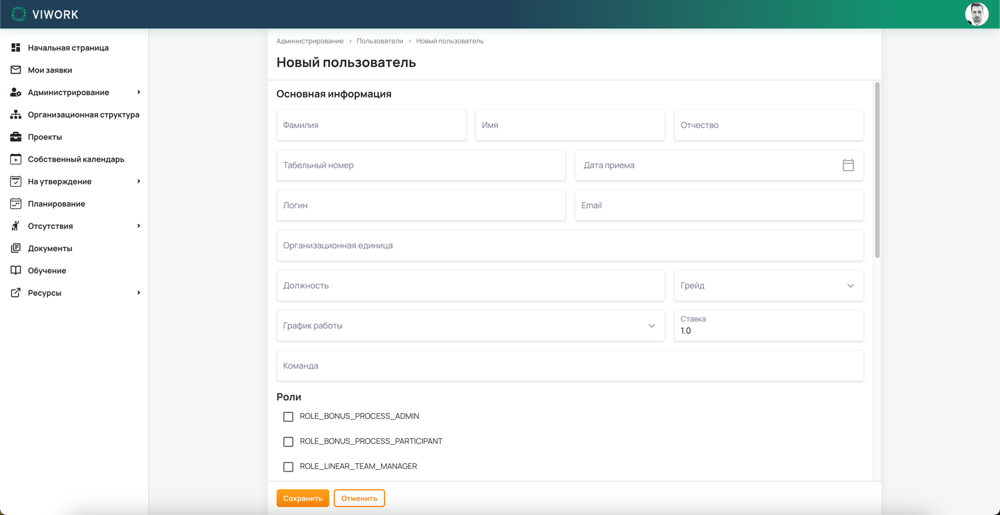 VIWORK
Начальная страница
Мои заявки
Администрирование
Организационная структура
Проекты
Собственный календарь
На утверждение
Планирование
Отсутствия
Документы
Обучение
Ресурсы
Администрирование › Пользователи › Новый пользователь
Новый пользователь
Основная информация
Фамилия Имя Отчество
Табельный номер Дата приема
Логин Email
Организационная единица
Должность Грейд
График работы Ставка
1.0
Команда
Роли
ROLE_BONUS_PROCESS_ADMIN
ROLE_BONUS_PROCESS_PARTICIPANT
ROLE_LINEAR_TEAM_MANAGER
Сохранить Отменить